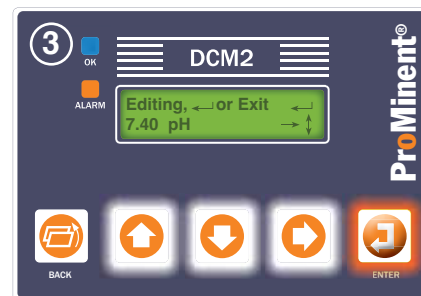 3
OK
DCM2
ALARM
Editing, ↵ or Exit ↵
7.40 pH → ↕
ProMinent®
BACK
ENTER